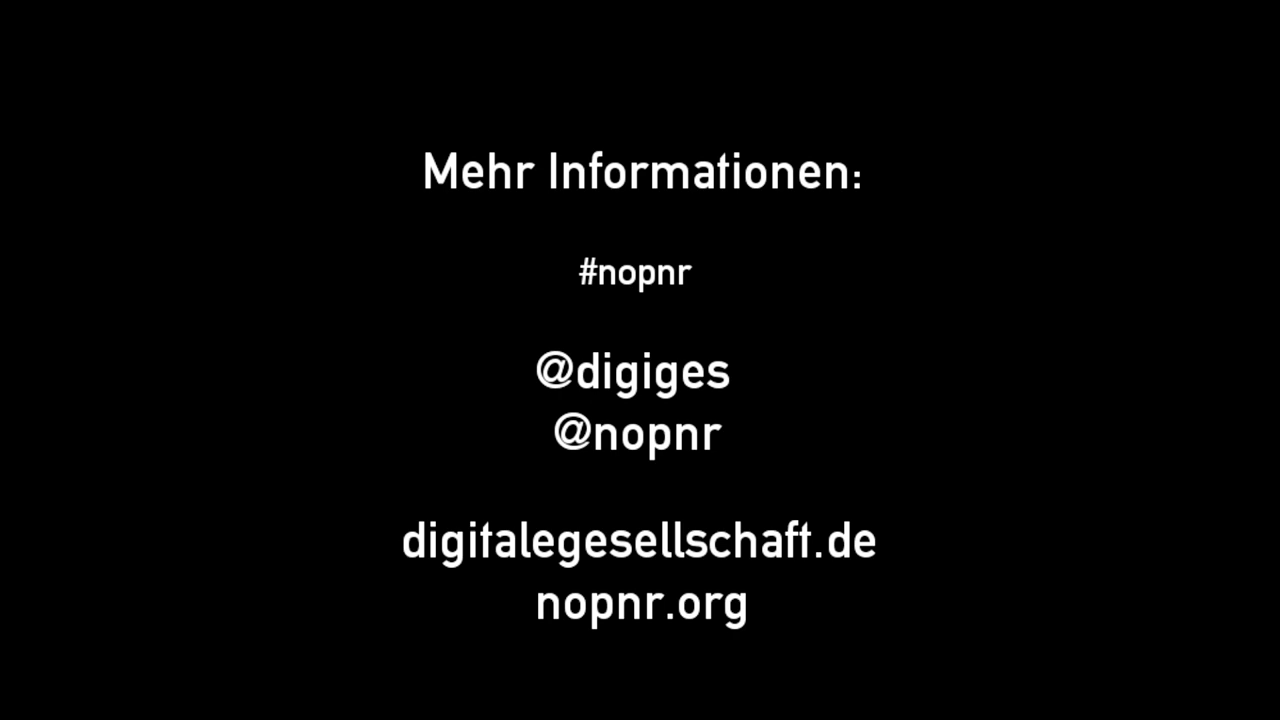 Mehr Informationen:
#nopnr
@digiges
@nopnr
digitalegesellschaft.de
nopnr.org